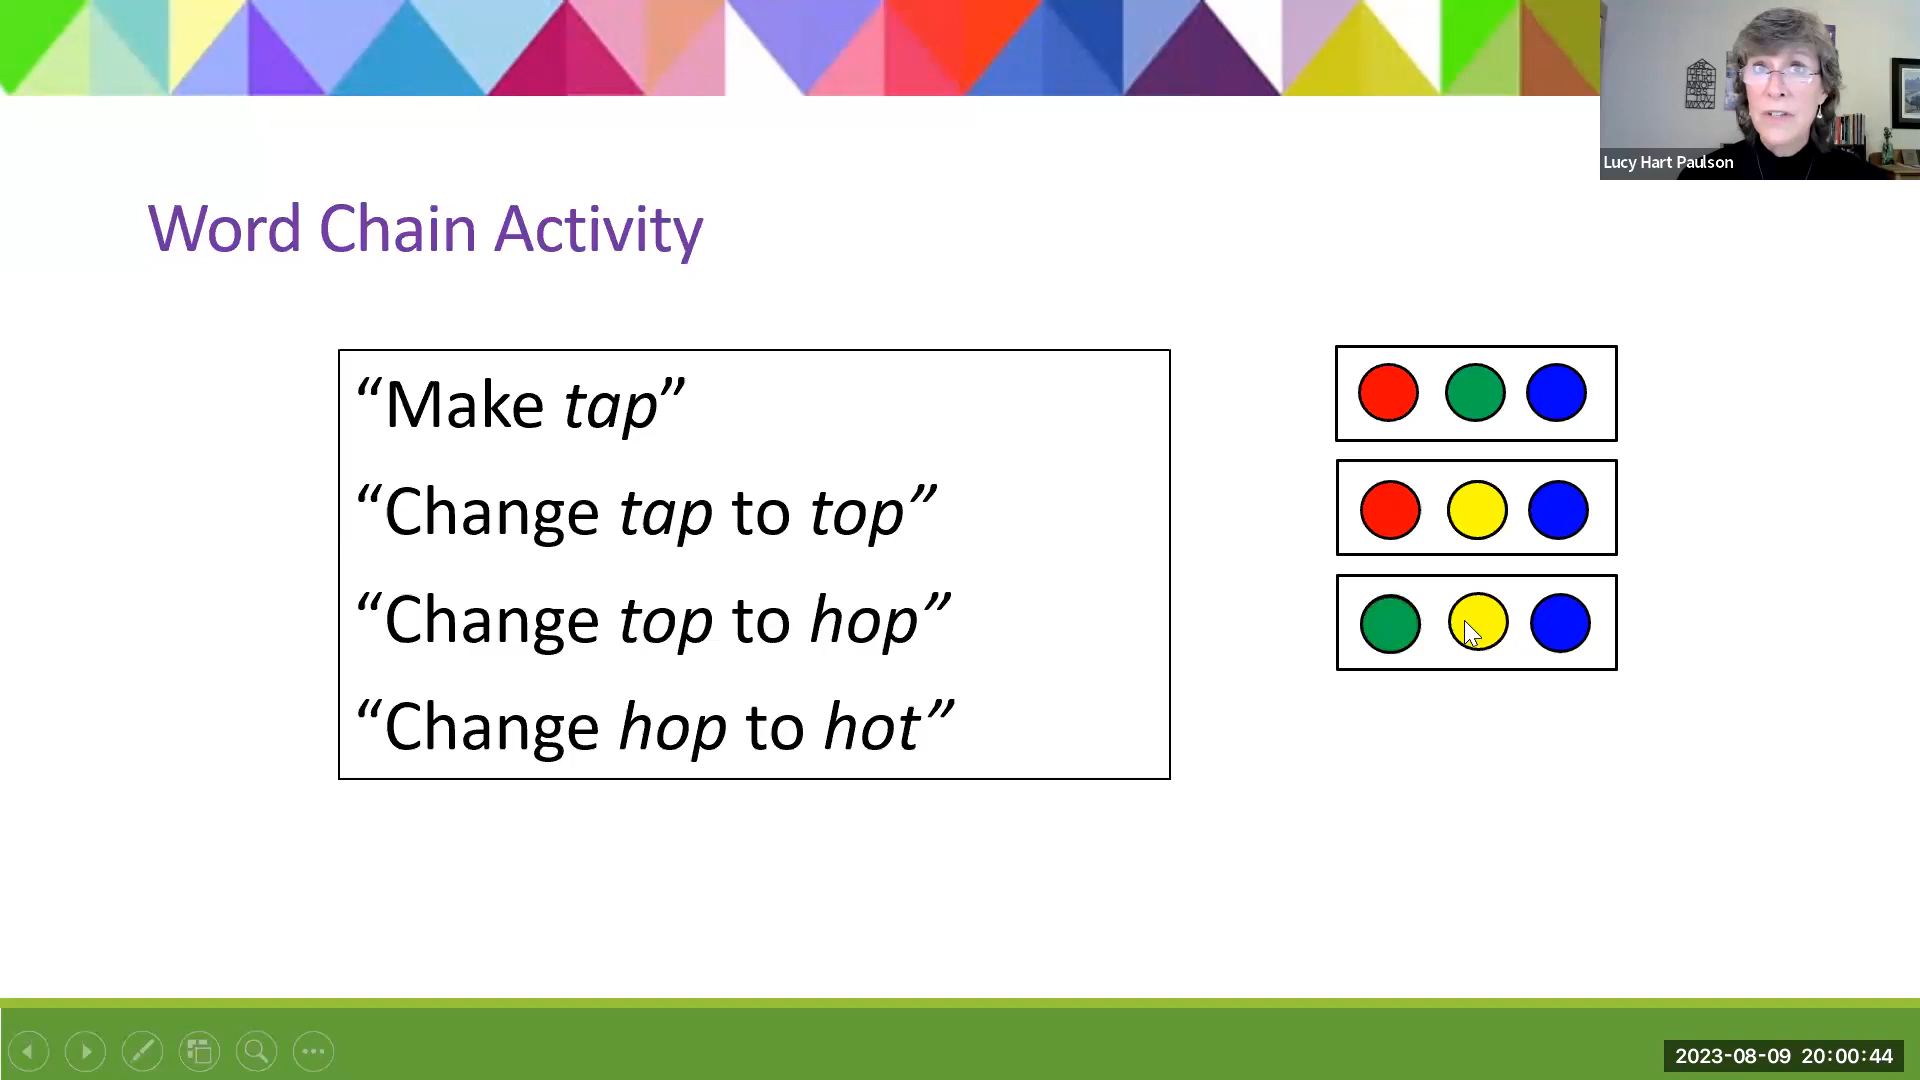 Lucy Hart Paulson
Word Chain Activity
“Make tap”
“Change tap to top”
“Change top to hop”
“Change hop to hot”
2023-08-09 20:00:44